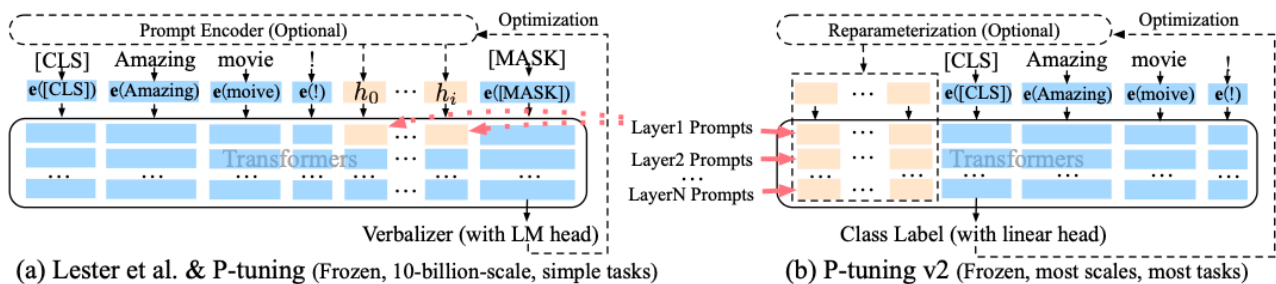 Prompt Encoder (Optional)
Optimization
[CLS] Amazing movie ! [MASK]
e([CLS]) e(Amazing) e(moive) e(!) h0 ... hi e([MASK])
...
Transformers
... ... ... ... ... ... ...
Verbalizer (with LM head)
(a) Lester et al. & P-tuning (Frozen, 10-billion-scale, simple tasks)
Layer1 Prompts
Layer2 Prompts
...
LayerN Prompts
Reparameterization (Optional)
Optimization
[CLS] Amazing movie !
... e([CLS]) e(Amazing) e(moive) e(!)
...
Transformers
... ... ... ... ... ... ...
Class Label (with linear head)
(b) P-tuning v2 (Frozen, most scales, most tasks)